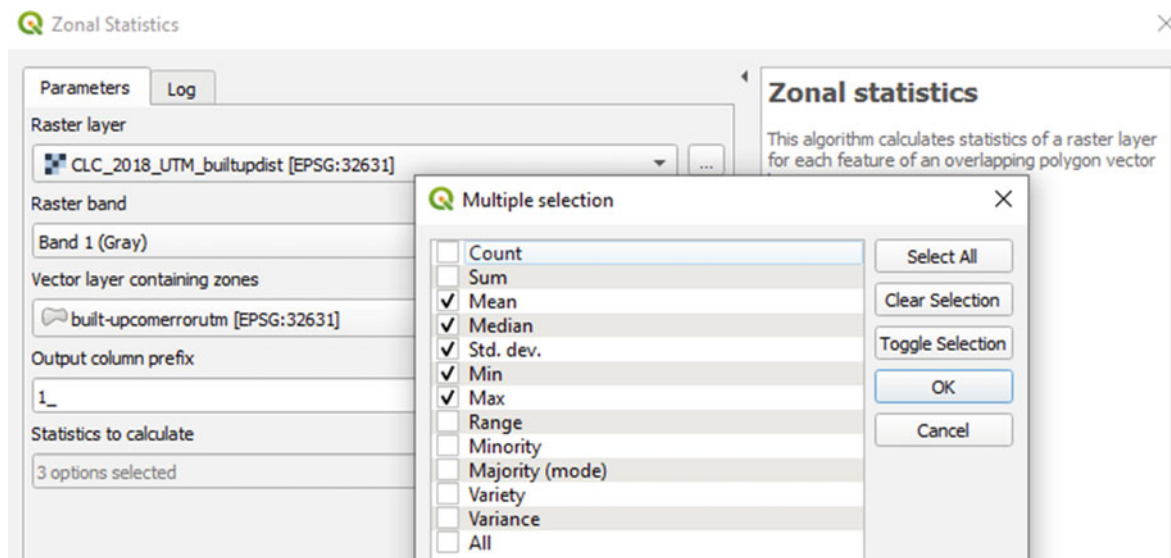 Zonal Statistics
Parameters
Log
Raster layer
CLC_2018_UTM_builtupdist [EPSG:32631]
...
Raster band
Band 1 (Gray)
Vector layer containing zones
built-upcomerrorutm [EPSG:32631]
Output column prefix
1_
Statistics to calculate
3 options selected
Zonal statistics
This algorithm calculates statistics of a raster layer
for each feature of an overlapping polygon vector
Multiple selection
Count
Sum
Mean
Median
Std. dev.
Min
Max
Range
Minority
Majority (mode)
Variety
Variance
All
Select All
Clear Selection
Toggle Selection
OK
Cancel